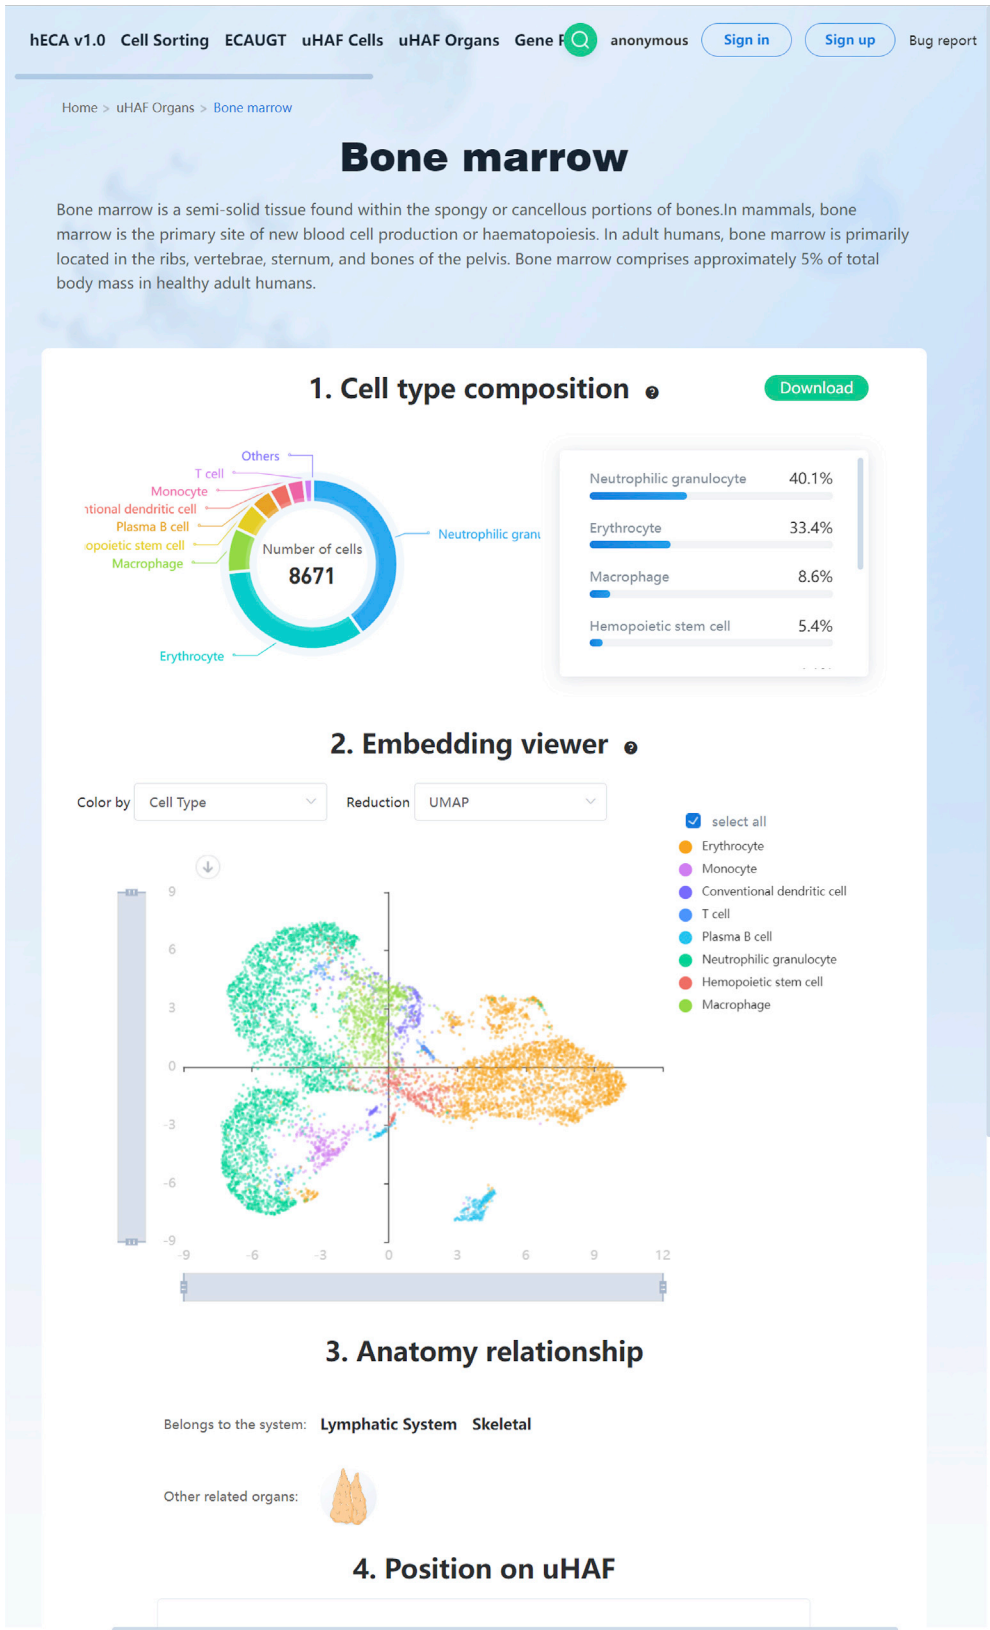 hECA v1.0 Cell Sorting ECAUGT uHAF Cells uHAF Organs Gene anonymous Sign in Sign up Bug report
Home > uHAF Organs > Bone marrow
Bone marrow
Bone marrow is a semi-solid tissue found within the spongy or cancellous portions of bones.In mammals, bone
marrow is the primary site of new blood cell production or haematopoiesis. In adult humans, bone marrow is primarily
located in the ribs, vertebrae, sternum, and bones of the pelvis. Bone marrow comprises approximately 5% of total
body mass in healthy adult humans.
1. Cell type composition
Download
Others
T cell
Monocyte
ntional dendritic cell
Plasma B cell
opoietic stem cell
Macrophage
Erythrocyte
Neutrophilic granu
Number of cells
8671
Neutrophilic granulocyte 40.1%
Erythrocyte 33.4%
Macrophage 8.6%
Hemopoietic stem cell 5.4%
2. Embedding viewer
Color by Cell Type Reduction UMAP
select all
Erythrocyte
Monocyte
Conventional dendritic cell
T cell
Plasma B cell
Neutrophilic granulocyte
Hemopoietic stem cell
Macrophage
9
6
3
0
-3
-6
-9
-9 -6 -3 0 3 6 9 12
3. Anatomy relationship
Belongs to the system: Lymphatic System Skeletal
Other related organs:
4. Position on uHAF